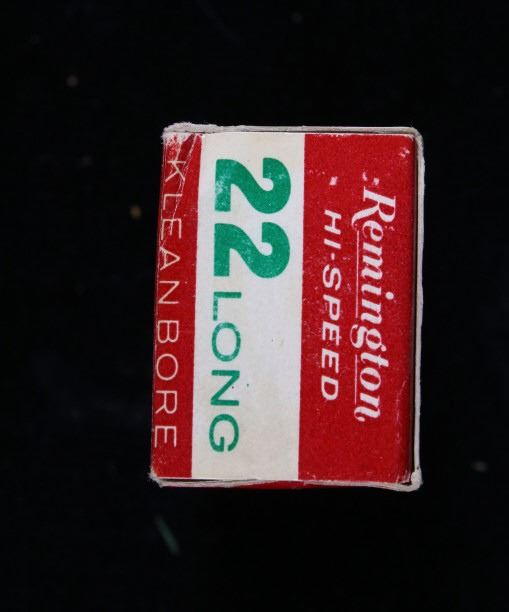 Remington,
HI-SPEED
22 LONG
KLEANBORE